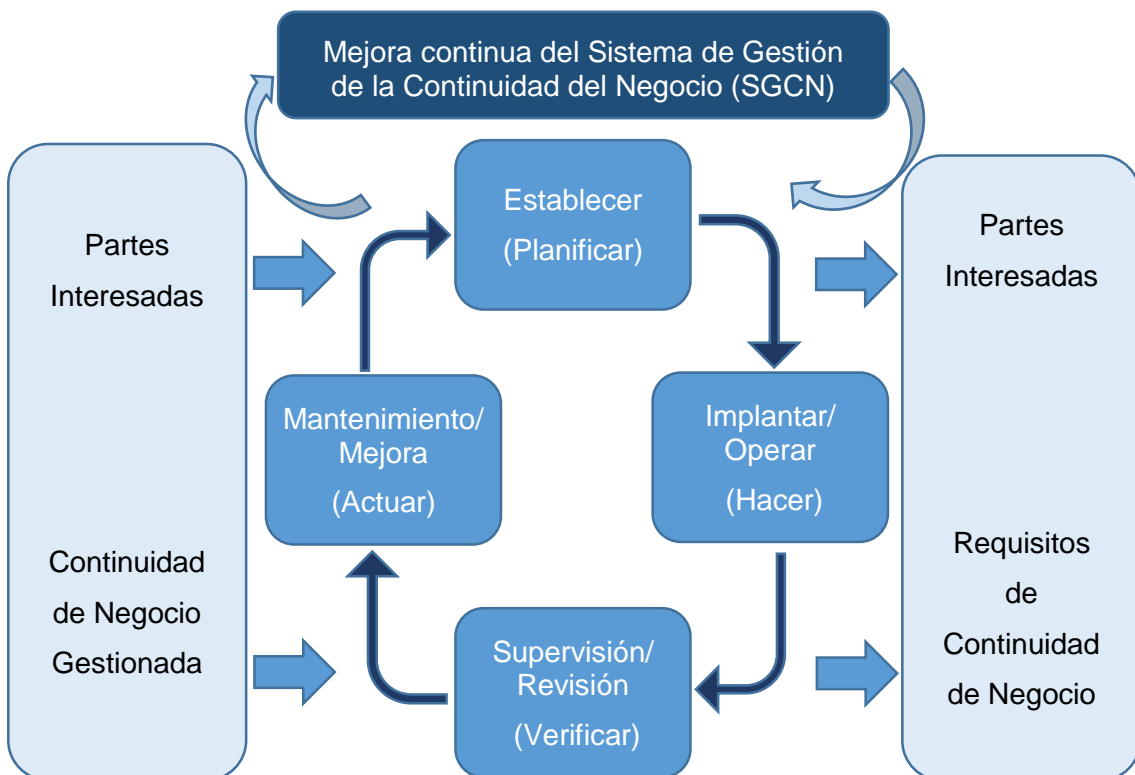 Mejora continua del Sistema de Gestión
de la Continuidad del Negocio (SGCN)
Partes
Interesadas
Continuidad
de Negocio
Gestionada
Establecer
(Planificar)
Mantenimiento/
Mejora
(Actuar)
Implantar/
Operar
(Hacer)
Supervisión/
Revisión
(Verificar)
Partes
Interesadas
Requisitos
de
Continuidad
de Negocio